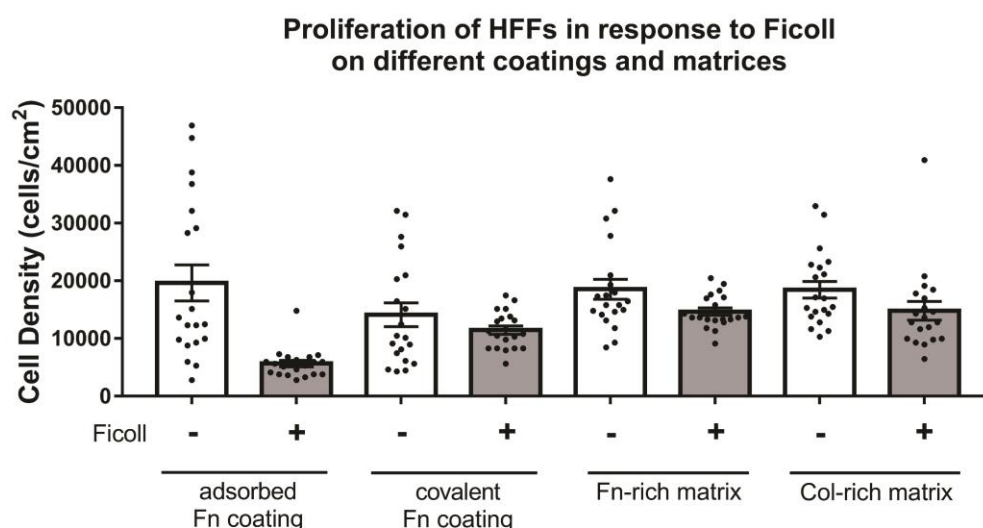 Proliferation of HFFs in response to Ficoll
on different coatings and matrices
Cell Density (cells/cm²)
50000
40000
30000
20000
10000
0
Ficoll - + - + - + - +
adsorbed
Fn coating
covalent
Fn coating
Fn-rich matrix
Col-rich matrix